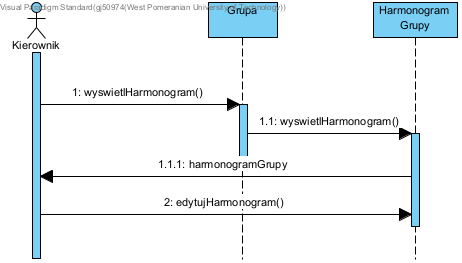 Visual Paradigm Standard(gj50974(West Pomeranian University of Technology))
Grupa
Harmonogram
Grupy
Kierownik
1: wyswietlHarmonogram()
1.1: wyswietlHarmonogram()
1.1.1: harmonogramGrupy
2: edytujHarmonogram()